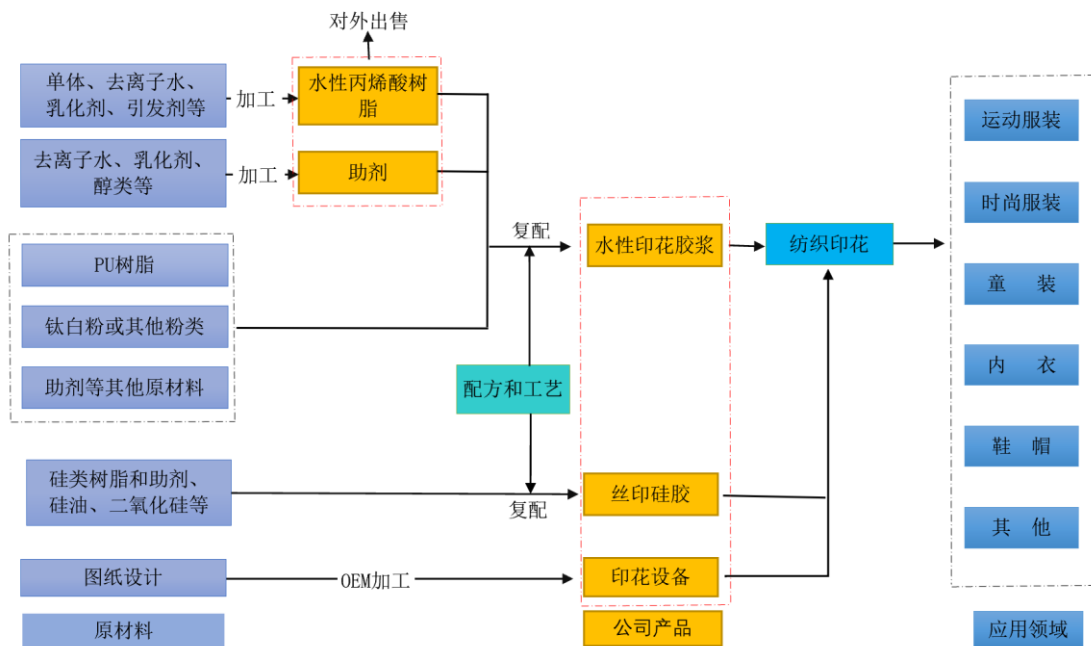 对外出售
单体、去离子水、
乳化剂、引发剂等
加工
水性丙烯酸树
脂
去离子水、乳化剂、
醇类等
加工
助剂
PU树脂
钛白粉或其他粉类
助剂等其他原材料
复配
水性印花胶浆
纺织印花
配方和工艺
硅类树脂和助剂、
硅油、二氧化硅等
复配
丝印硅胶
图纸设计
OEM加工
印花设备
原材料
公司产品
运动服装
时尚服装
童 装
内 衣
鞋 帽
其 他
应用领域